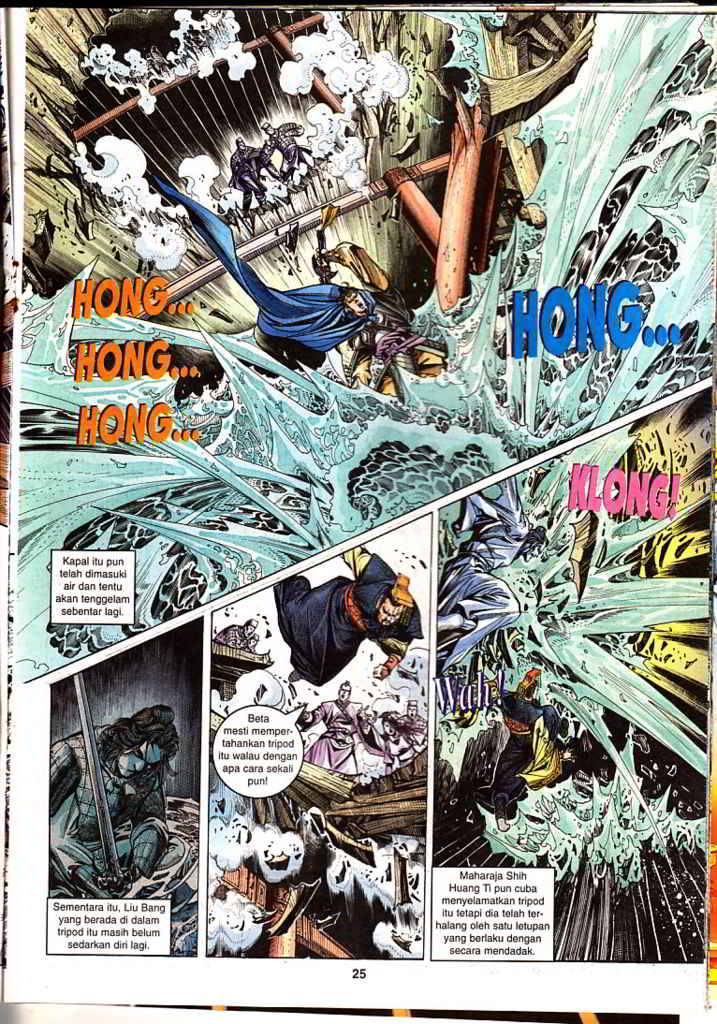 HONG...
HONG...
HONG...
HONG...
Kapal itu pun
telah dimasuki
air dan tentu
akan tenggelam
sebentar lagi.
Sementara itu, Liu Bang
yang berada di dalam
tripod itu masih belum
sedarkan diri lagi.
Beta
mesti memper-
tahankan tripod
itu walau dengan
apa cara sekali
pun!
KLONG!
Wah!
Maharaja Shih
Huang Ti pun cuba
menyelamatkan tripod
itu tetapi dia telah ter-
halang oleh satu letupan
yang berlaku dengan
secara mendadak.
25